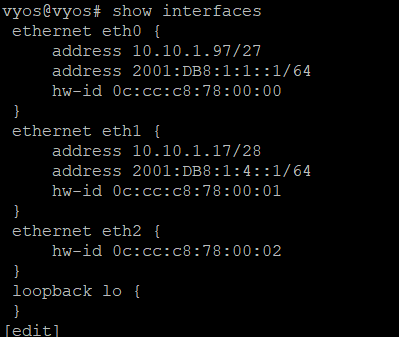 vyos@vyos# show interfaces
ethernet eth0 {
address 10.10.1.97/27
address 2001:DB8:1:1::1/64
hw-id 0c:cc:c8:78:00:00
}
ethernet eth1 {
address 10.10.1.17/28
address 2001:DB8:1:4::1/64
hw-id 0c:cc:c8:78:00:01
}
ethernet eth2 {
hw-id 0c:cc:c8:78:00:02
}
loopback lo {
}
[edit]